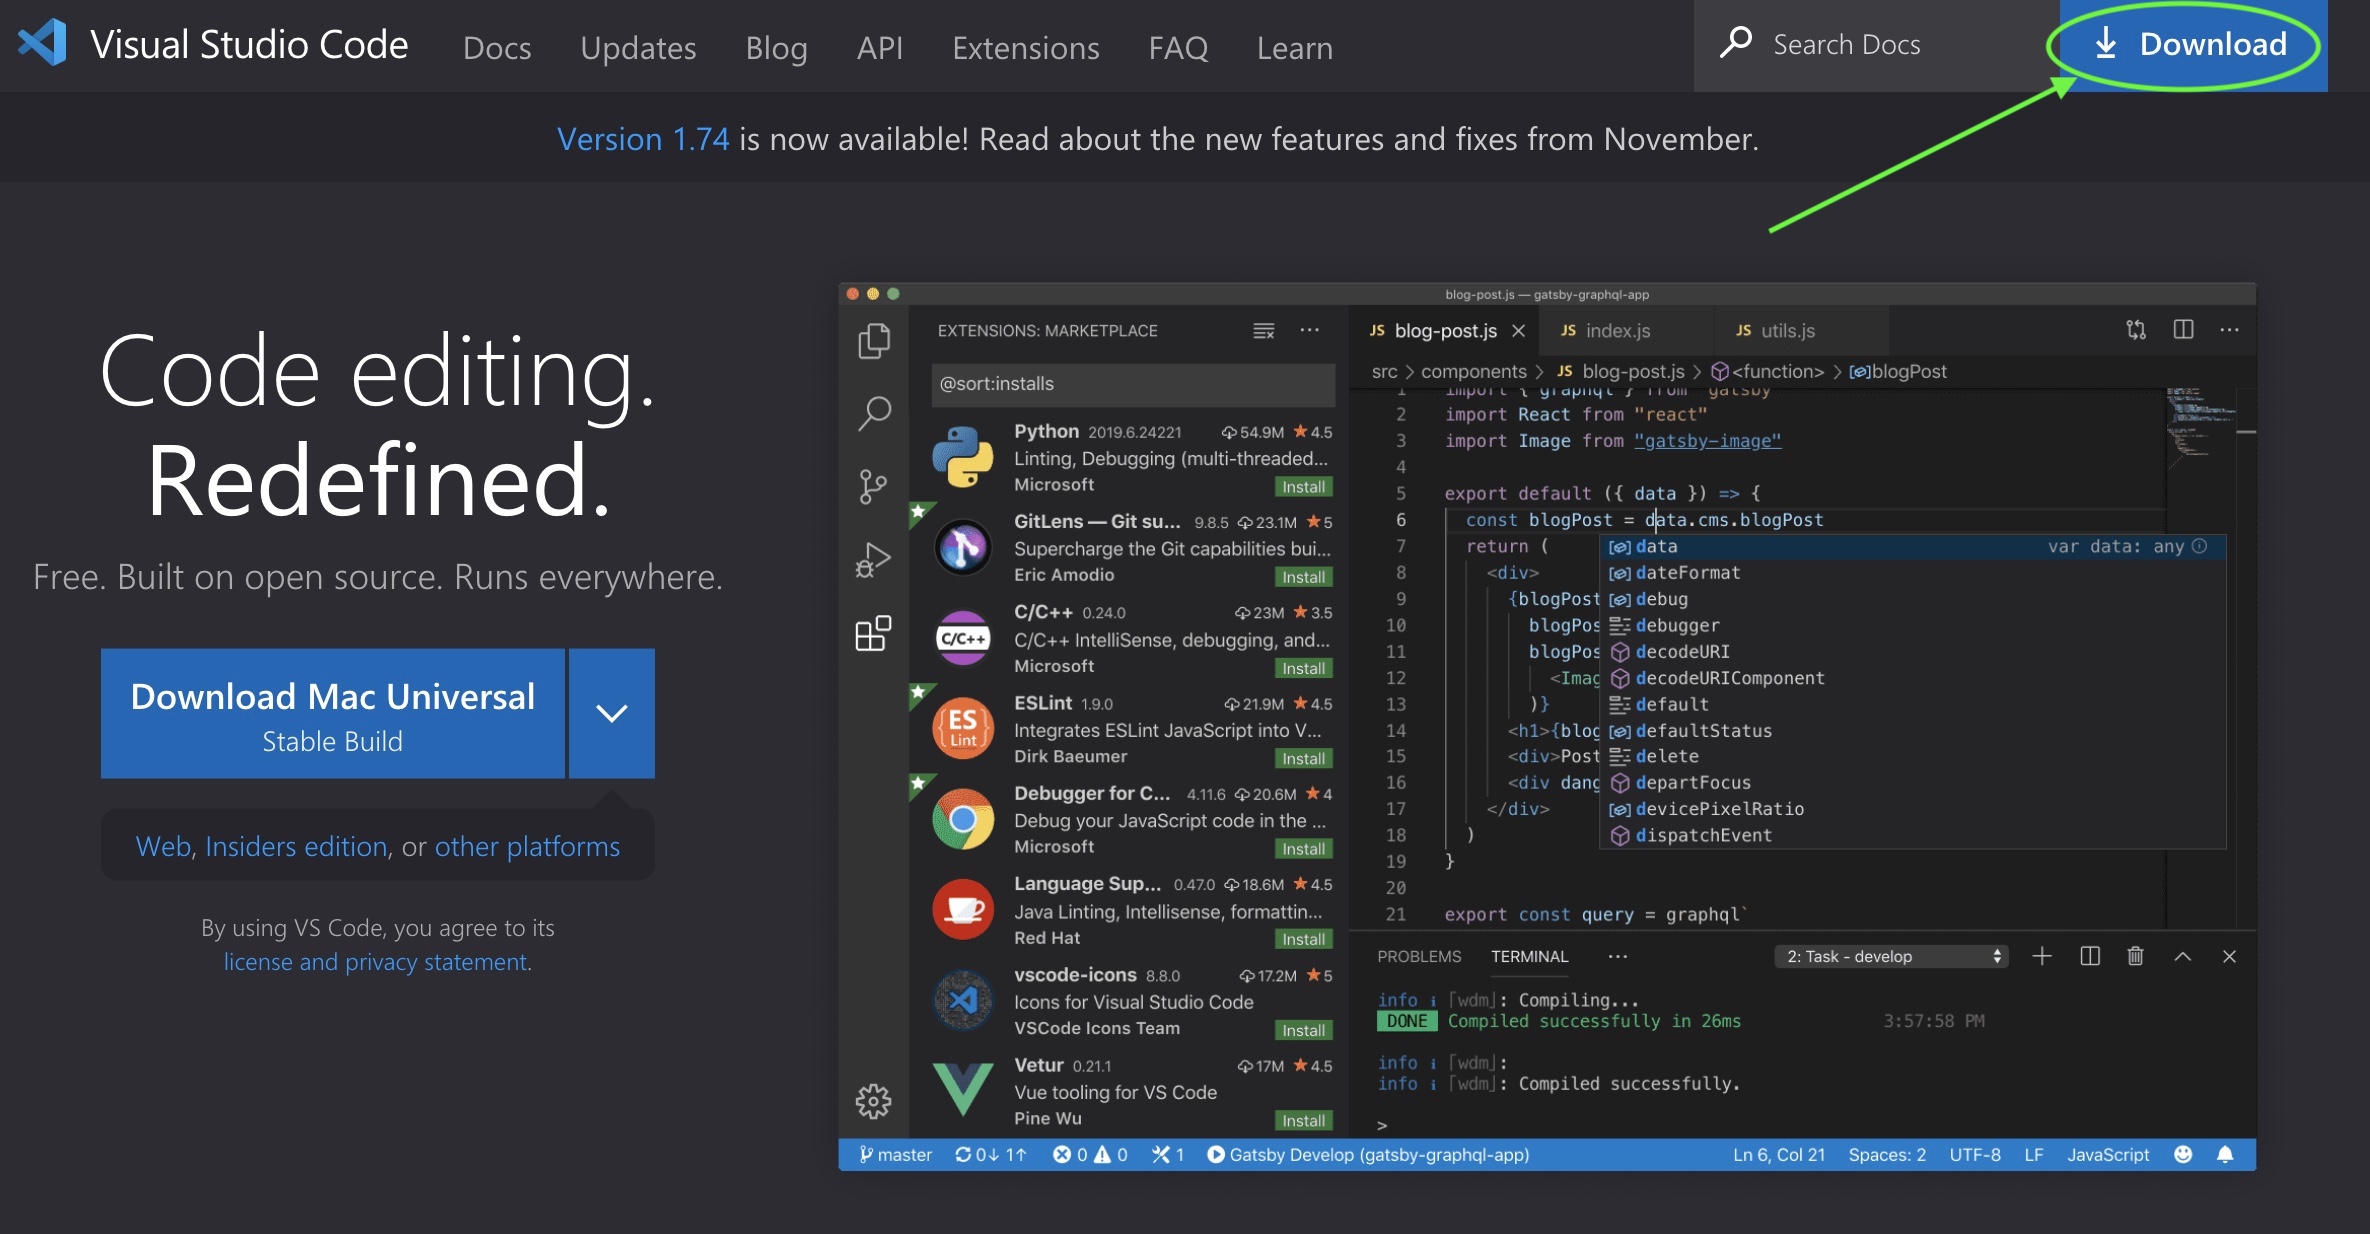 Visual Studio Code Docs Updates Blog API Extensions FAQ Learn Search Docs Download
Version 1.74 is now available! Read about the new features and fixes from November.
Code editing.
Redefined.
Free. Built on open source. Runs everywhere.
Download Mac Universal
Stable Build
Web, Insiders edition, or other platforms
By using VS Code, you agree to its
license and privacy statement.
blog-post.js — gatsby-graphql-app
EXTENSIONS: MARKETPLACE
@sort:installs
Python 2019.6.24221 54.9M 4.5
Linting, Debugging (multi-threaded...
Microsoft Install
GitLens — Git su... 9.8.5 23.1M 5
Supercharge the Git capabilities bui...
Eric Amodio Install
C/C++
C/C++ 0.24.0 23M 3.5
C/C++ IntelliSense, debugging, and...
Microsoft Install
ES
Lint
ESLint 1.9.0 21.9M 4.5
Integrates ESLint JavaScript into V...
Dirk Baeumer Install
Debugger for C... 4.11.6 20.6M 4
Debug your JavaScript code in the ...
Microsoft Install
Language Sup... 0.47.0 18.6M 4.5
Java Linting, Intellisense, formattin...
Red Hat Install
vscode-icons 8.8.0 17.2M 5
Icons for Visual Studio Code
VSCode Icons Team Install
Vetur 0.21.1 17M 4.5
Vue tooling for VS Code
Pine Wu Install
JS blog-post.js JS index.js JS utils.js
src > components > JS blog-post.js > <function> > blogPost
1 import { graphql } from "gatsby"
2 import React from "react"
3 import Image from "gatsby-image"
4
5 export default ({ data }) => {
6 const blogPost = data.cms.blogPost
7 return (
8 <div>
9 {blogPost
10 blogPos
11 blogPos
12 <Imag
13 )}
14 <h1>{blog
15 <div>Post
16 <div dang
17 </div>
18 )
19 }
20
21 export const query = graphql`
data var data: any
dateFormat
debug
debugger
decodeURI
decodeURIComponent
default
defaultStatus
delete
departFocus
devicePixelRatio
dispatchEvent
PROBLEMS TERMINAL ... 2: Task - develop
info i [wdm]: Compiling...
DONE Compiled successfully in 26ms 3:57:58 PM
info i [wdm]:
info i [wdm]: Compiled successfully.
>
master 0↓ 1↑ 0 0 1 Gatsby Develop (gatsby-graphql-app) Ln 6, Col 21 Spaces: 2 UTF-8 LF JavaScript